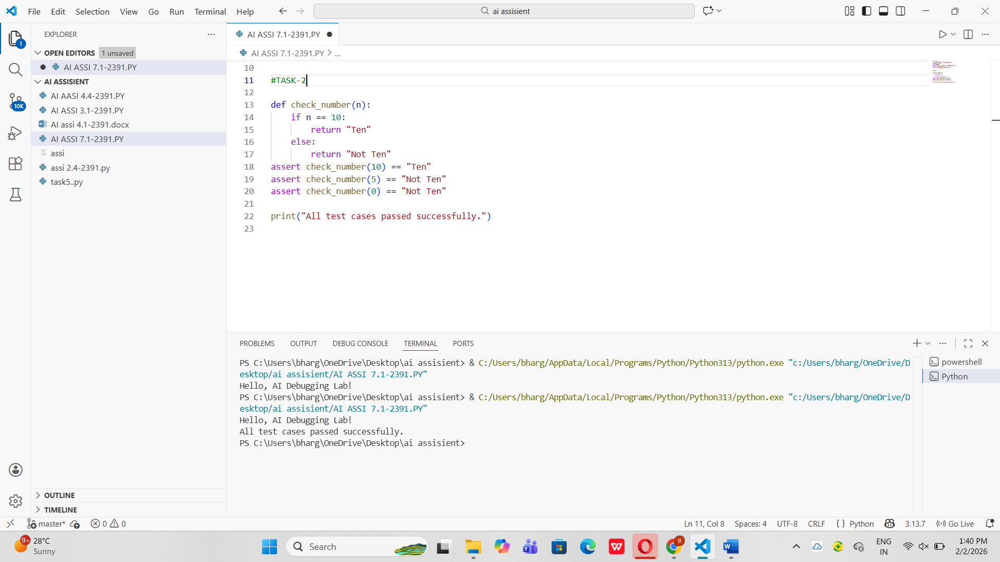 File Edit Selection View Go Run Terminal Help
ai assisient
EXPLORER
OPEN EDITORS 1 unsaved
AI ASSI 7.1-2391.PY
AI ASSISIENT
AI AASI 4.4-2391.PY
AI ASSI 3.1-2391.PY
AI assi 4.1-2391.docx
AI ASSI 7.1-2391.PY
assi
assi 2.4-2391.py
task5..py
OUTLINE
TIMELINE
1
10K
AI ASSI 7.1-2391.PY
AI ASSI 7.1-2391.PY > ...
10
11 #TASK-2
12
13 def check_number(n):
14     if n == 10:
15         return "Ten"
16     else:
17         return "Not Ten"
18 assert check_number(10) == "Ten"
19 assert check_number(5) == "Not Ten"
20 assert check_number(0) == "Not Ten"
21
22 print("All test cases passed successfully.")
23
PROBLEMS OUTPUT DEBUG CONSOLE TERMINAL PORTS
PS C:\Users\bharg\OneDrive\Desktop\ai assisient> & C:/Users/bharg/AppData/Local/Programs/Python/Python313/python.exe "c:/Users/bharg/OneDrive/D
esktop/ai assisient/AI ASSI 7.1-2391.PY"
Hello, AI Debugging Lab!
PS C:\Users\bharg\OneDrive\Desktop\ai assisient> & C:/Users/bharg/AppData/Local/Programs/Python/Python313/python.exe "c:/Users/bharg/OneDrive/D
esktop/ai assisient/AI ASSI 7.1-2391.PY"
Hello, AI Debugging Lab!
All test cases passed successfully.
PS C:\Users\bharg\OneDrive\Desktop\ai assisient>
powershell
Python
master* 0 0
Ln 11, Col 8 Spaces: 4 UTF-8 CRLF { } Python 3.13.7 Go Live
9+ 28°C
Sunny
Search
B
W
ENG
IN
1:40 PM
2/2/2026